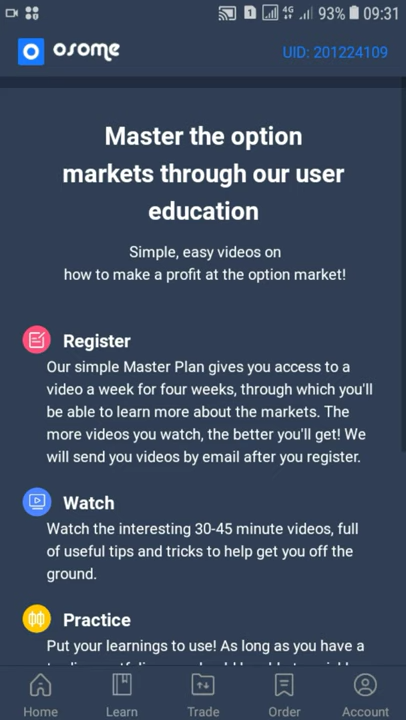 1 4G 93% 09:31
osome UID: 201224109
Master the option
markets through our user
education
Simple, easy videos on
how to make a profit at the option market!
Register
Our simple Master Plan gives you access to a
video a week for four weeks, through which you'll
be able to learn more about the markets. The
more videos you watch, the better you'll get! We
will send you videos by email after you register.
Watch
Watch the interesting 30-45 minute videos, full
of useful tips and tricks to help get you off the
ground.
Practice
Put your learnings to use! As long as you have a
Home Learn Trade Order Account